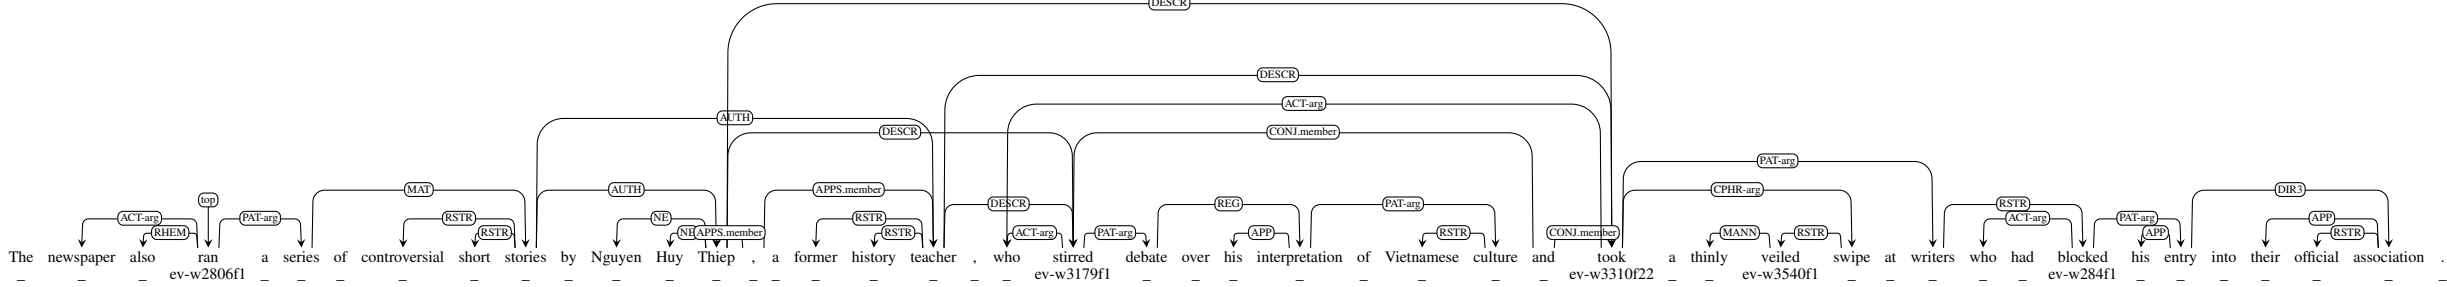 DESCR
DESCR
ACT-arg
AUTH
DESCR CONJ.member
PAT-arg
MAT AUTH APPS.member CPHR-arg DIR3
top
DESCR REG PAT-arg RSTR
ACT-arg PAT-arg RSTR NE RSTR ACT-arg PAT-arg APP
RHEM RSTR NE APPS.member RSTR ACT-arg PAT-arg APP RSTR CONJ.member MANN RSTR APP RSTR
The newspaper also ran a series of controversial short stories by Nguyen Huy Thiep , a former history teacher , who stirred debate over his interpretation of Vietnamese culture and took a thinly veiled swipe at writers who had blocked his entry into their official association .
ev-w2806f1 ev-w3179f1 ev-w3310f22 ev-w3540f1 ev-w284f1